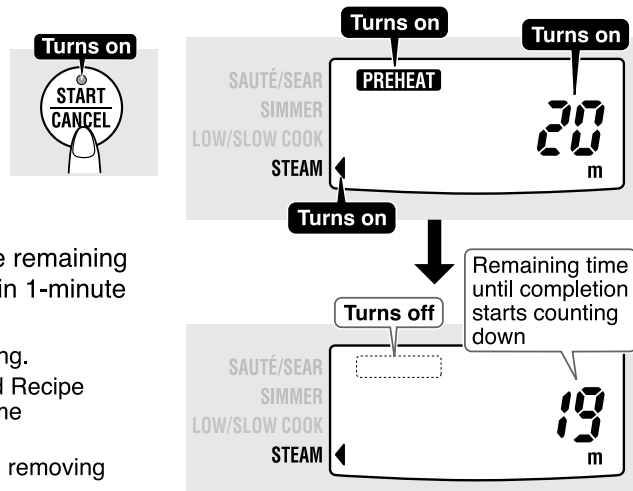 Turns on
START
CANCEL
Turns on
Turns on
PREHEAT
SAUTÉ/SEAR
SIMMER
LOW/SLOW COOK
STEAM
20
m
Turns on
e remaining
in 1-minute
ng.
d Recipe
me
removing
Remaining time
until completion
starts counting
down
Turns off
SAUTÉ/SEAR
SIMMER
LOW/SLOW COOK
STEAM
19
m